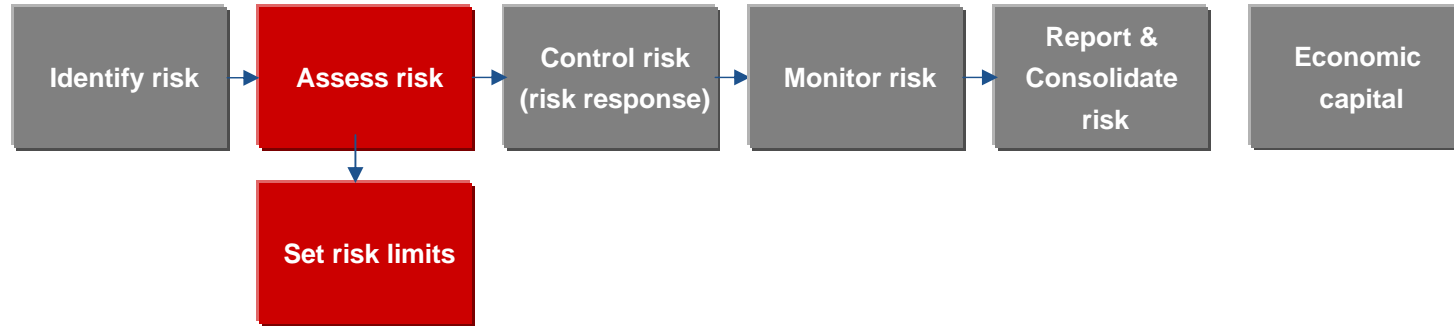 Identify risk
Assess risk
Control risk
(risk response)
Monitor risk
Report &
Consolidate
risk
Economic
capital
Set risk limits